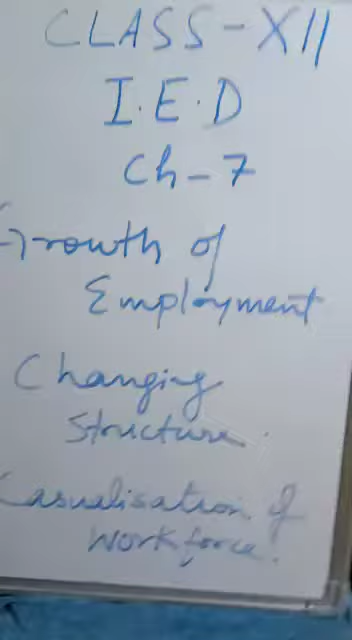 CLASS-XII
I.E.D
Ch-7
Growth of
Employment
Changing
Structure.
Casualisation of
Workforce.